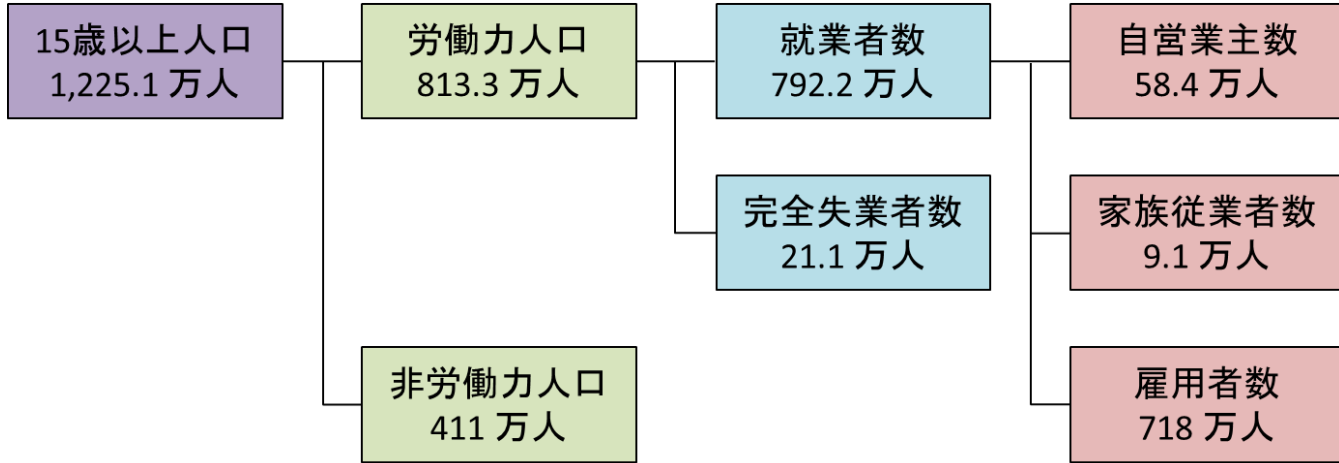 15歳以上人口
1,225.1 万人
労働力人口
813.3 万人
就業者数
792.2 万人
自営業主数
58.4 万人
完全失業者数
21.1 万人
家族従業者数
9.1 万人
非労働力人口
411 万人
雇用者数
718 万人